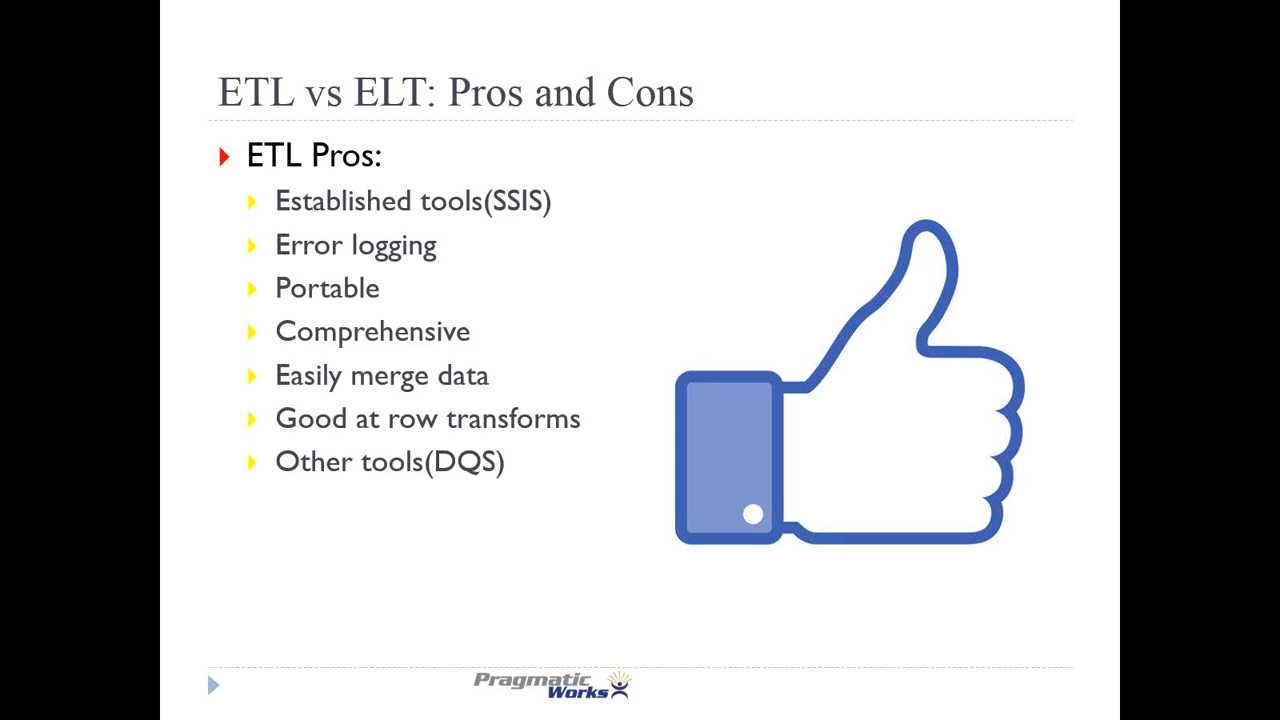 ETL vs ELT: Pros and Cons
ETL Pros:
Established tools(SSIS)
Error logging
Portable
Comprehensive
Easily merge data
Good at row transforms
Other tools(DQS)
Pragmatic
Works